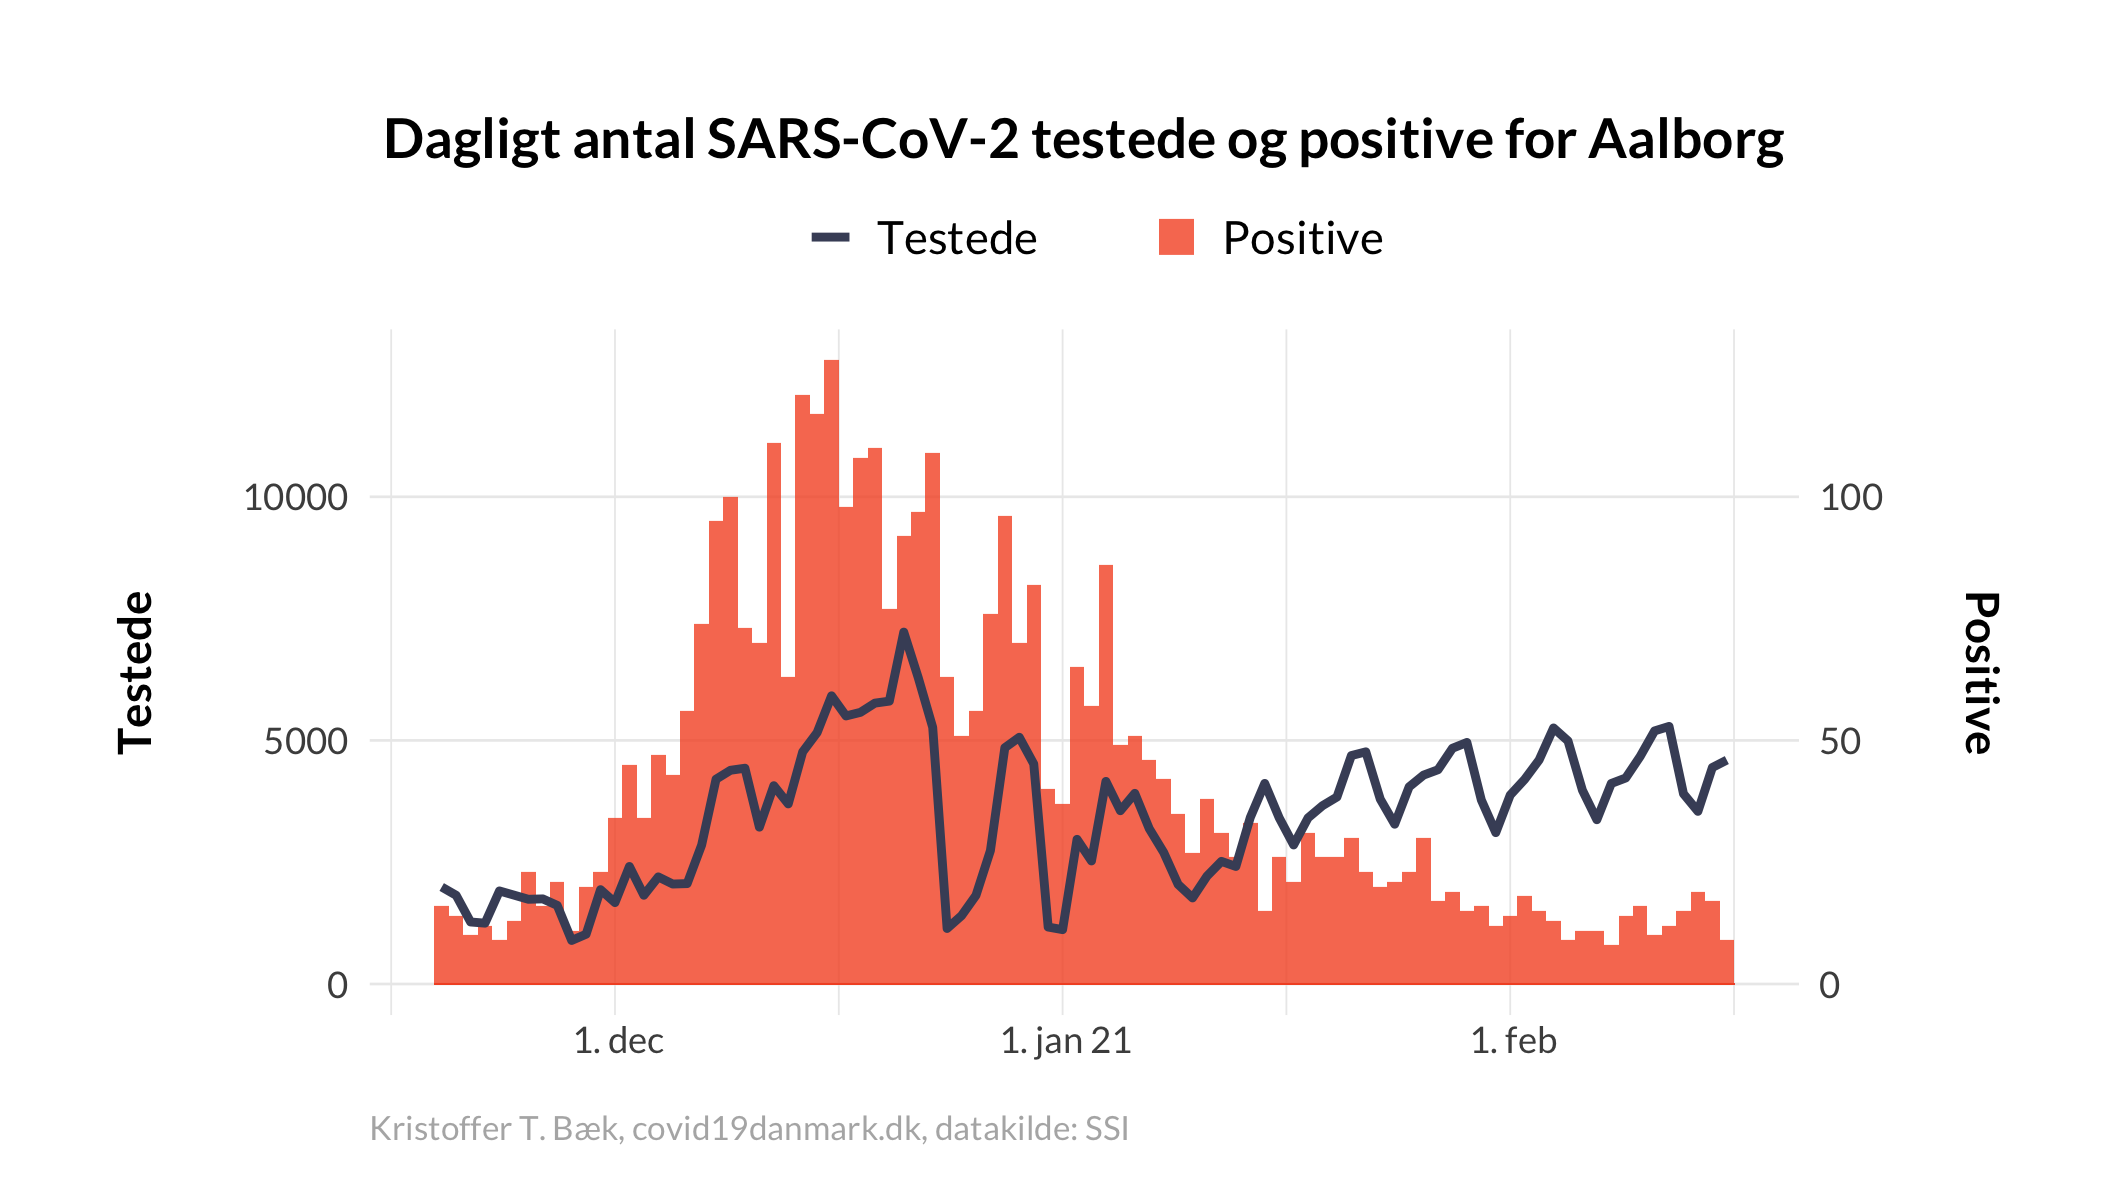 Dagligt antal SARS-CoV-2 testede og positive for Aalborg
Testede Positive
10000 100
5000 50
0 0
Testede
Positive
1. dec 1. jan 21 1. feb
Kristoffer T. Bæk, covid19danmark.dk, datakilde: SSI